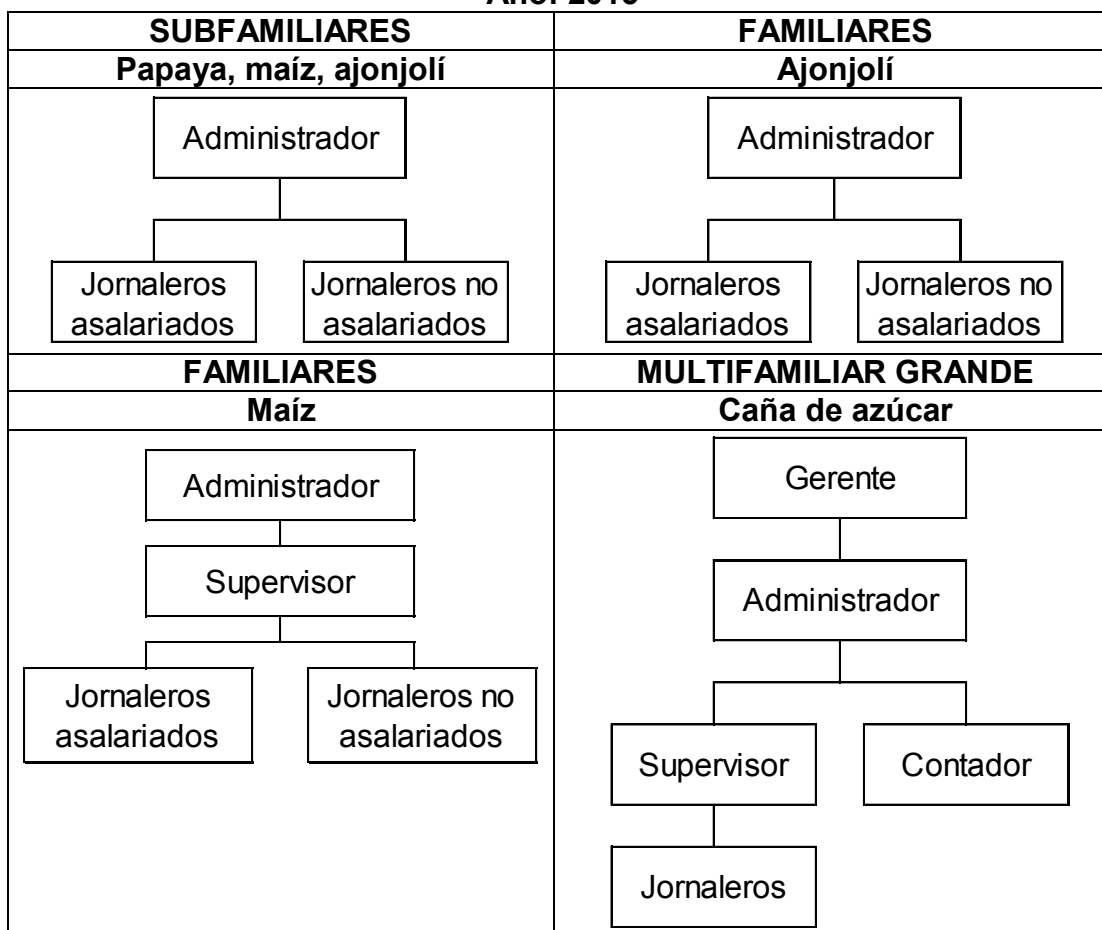 SUBFAMILIARES
FAMILIARES
Papaya, maíz, ajonjolí
Ajonjolí
Administrador
Jornaleros
asalariados
Jornaleros no
asalariados
Administrador
Jornaleros
asalariados
Jornaleros no
asalariados
FAMILIARES
MULTIFAMILIAR GRANDE
Maíz
Caña de azúcar
Administrador
Supervisor
Jornaleros
asalariados
Jornaleros no
asalariados
Gerente
Administrador
Supervisor
Contador
Jornaleros